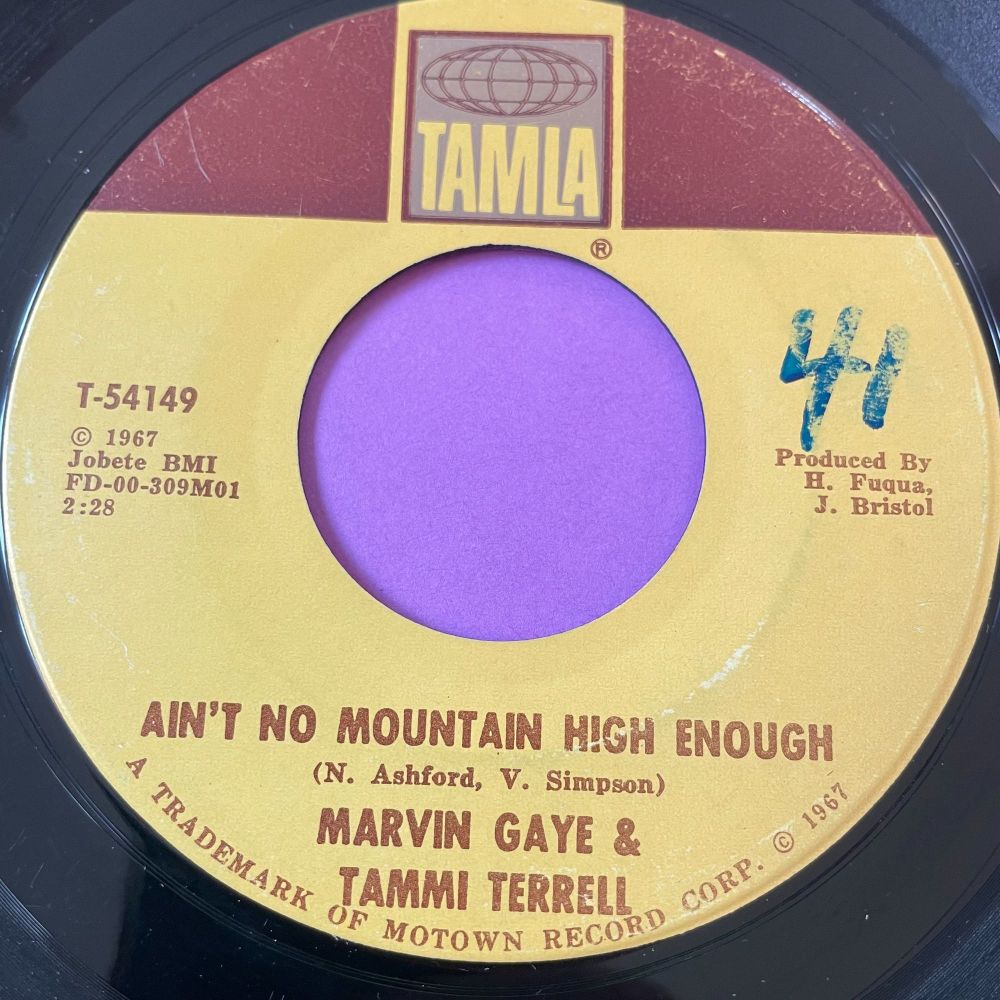 TAMLA
®
41
T-54149
© 1967
Jobete BMI
FD-00-309M01
2:28
Produced By
H. Fuqua,
J. Bristol
AIN'T NO MOUNTAIN HIGH ENOUGH
(N. Ashford, V. Simpson)
MARVIN GAYE &
TAMMI TERRELL
A TRADEMARK OF MOTOWN RECORD CORP. © 1967